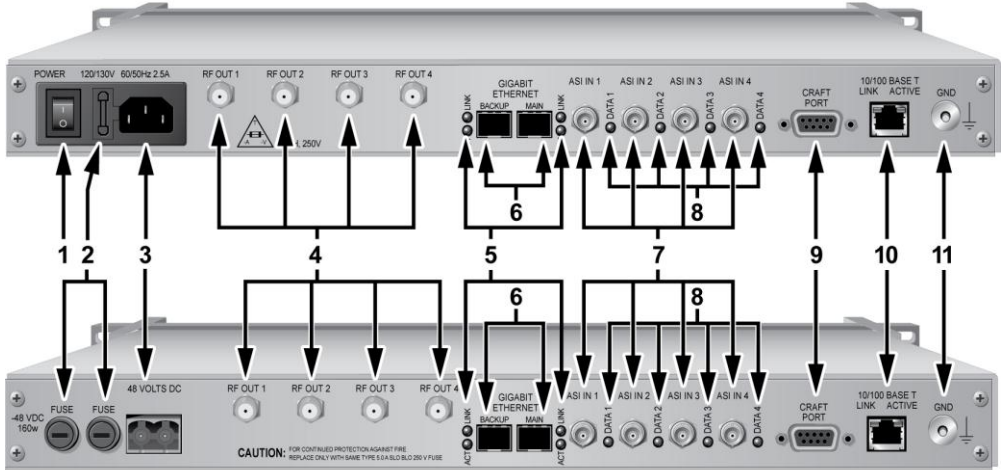 POWER 120/130V 60/50Hz 2.5A
RF OUT 1 RF OUT 2 RF OUT 3 RF OUT 4
GIGABIT
ETHERNET
BACKUP MAIN
LINK
LINK
ASI IN 1 ASI IN 2 ASI IN 3 ASI IN 4
DATA 1
DATA 2
DATA 3
DATA 4
CRAFT
PORT
10/100 BASE T
LINK ACTIVE
GND
1
0
A V
H, 250V
6
8
1 2 3 4 5 7 9 10 11
6
8
48 VOLTS DC
FUSE FUSE
-48 VDC
160w
RF OUT 1 RF OUT 2 RF OUT 3 RF OUT 4
CAUTION: FOR CONTINUED PROTECTION AGAINST FIRE
REPLACE ONLY WITH SAME TYPE 5.0 A SLO BLO 250 V FUSE
GIGABIT
ETHERNET
BACKUP MAIN
LINK
ACT
LINK
ACT
ASI IN 1 ASI IN 2 ASI IN 3 ASI IN 4
DATA 1
DATA 2
DATA 3
DATA 4
CRAFT
PORT
10/100 BASE T
LINK ACTIVE
GND